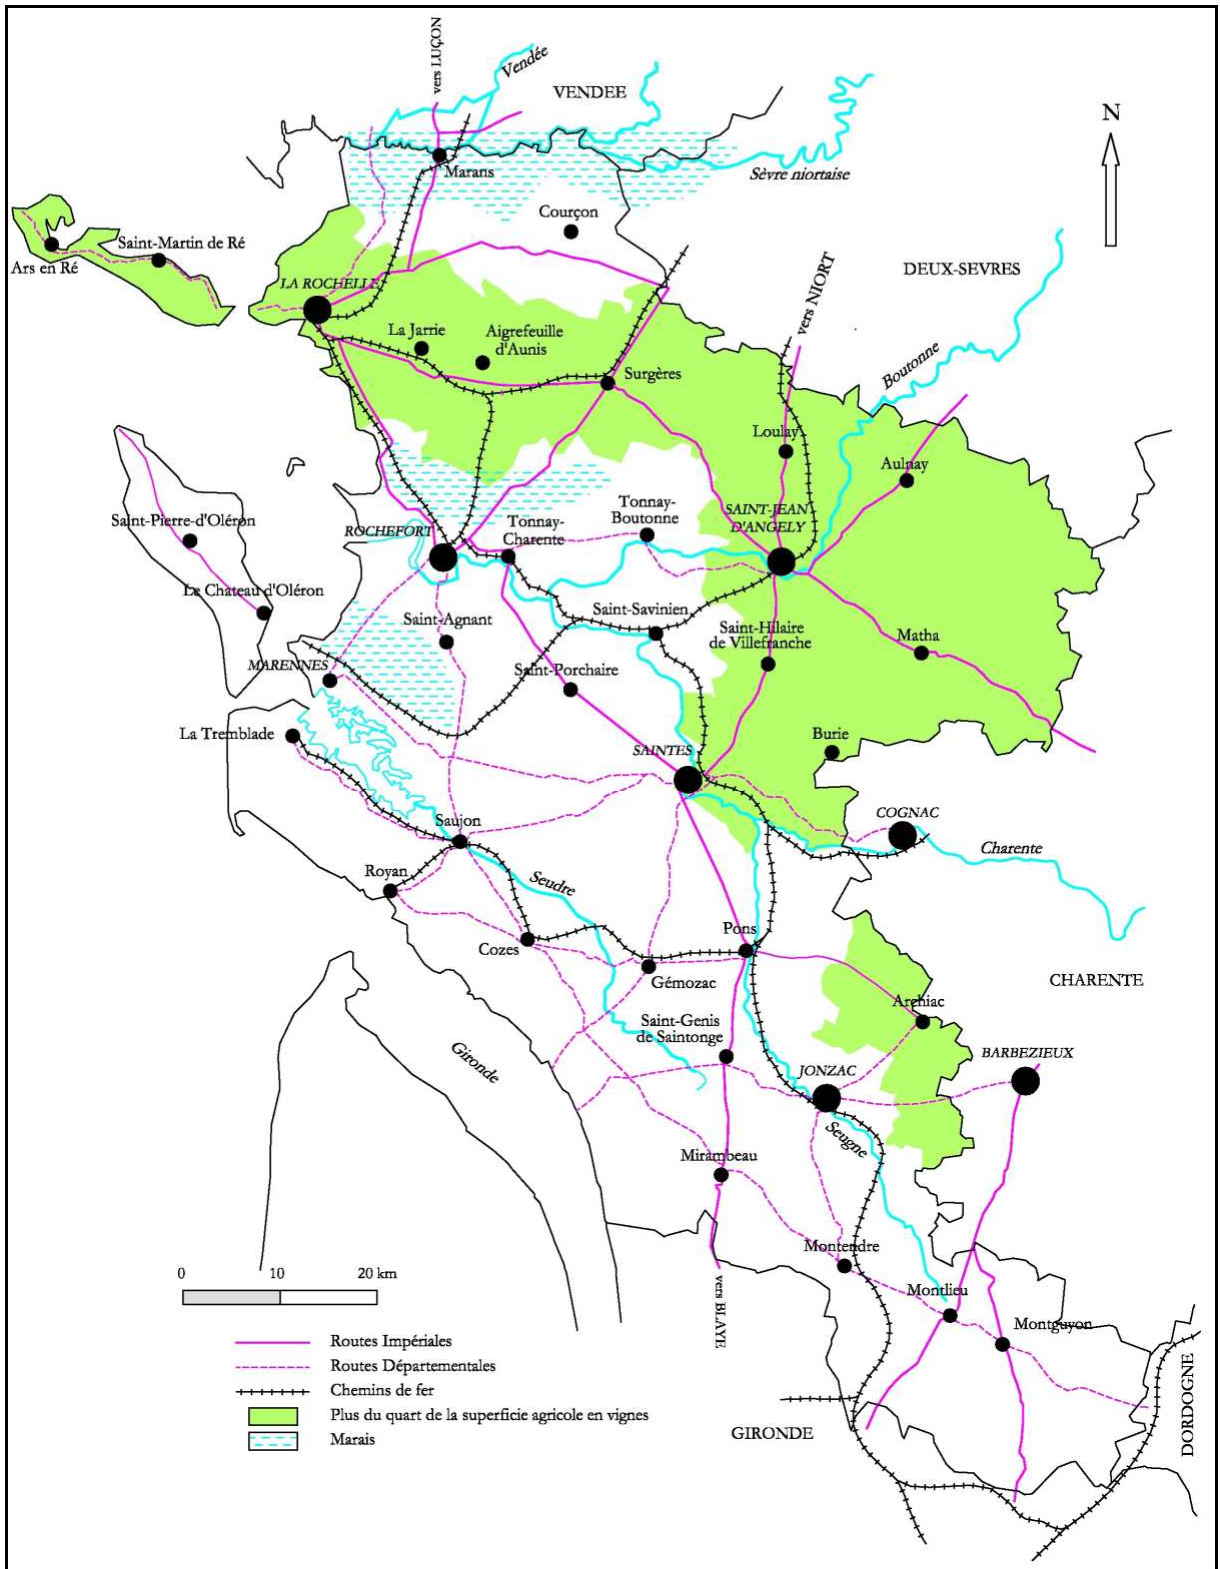 vers LUÇON
Vendée
VENDEE
N
Marans
Sèvre niortaise
Courçon
Saint-Martin de Ré
Ars en Ré
LA ROCHELLE
DEUX-SEVRES
vers NIORT
La Jarrie
Aigrefeuille
d'Aunis
Boutonne
Surgères
Loulay
Aulnay
Saint-Pierre-d'Oléron
ROCHEFORT
Tonnay-
Charente
Tonnay-
Boutonne
SAINT-JEAN
D'ANGELY
Le Chateau d'Oléron
Saint-Agnant
Saint-Savinien
Saint-Hilaire
de Villefranche
Matha
MARENNES
Saint-Porchaire
La Tremblade
SAINTES
Burie
COGNAC
Saujon
Charente
Royan
Seudre
Cozes
Pons
Gémozac
CHARENTE
Archiac
Saint-Genis
de Saintonge
Gironde
JONZAC
BARBEZIEUX
Seugne
Mirambeau
Montendre
Montlieu
Montguyon
vers BLAYE
0 10 20 km
Routes Impériales
Routes Départementales
Chemins de fer
Plus du quart de la superficie agricole en vignes
Marais
GIRONDE
DORDOGNE